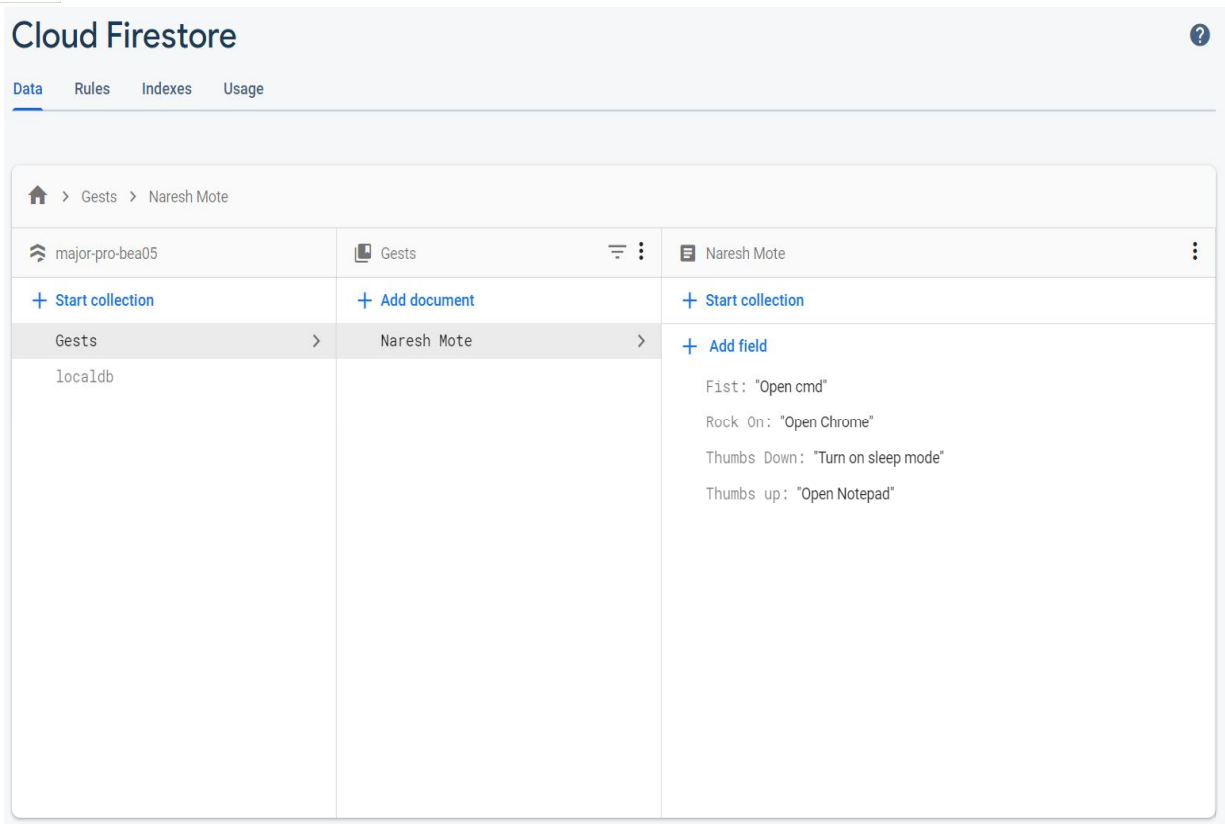 Cloud Firestore
Data Rules Indexes Usage
> Gests > Naresh Mote
major-pro-bea05
+ Start collection
Gests
localdb
Gests
+ Add document
Naresh Mote
Naresh Mote
+ Start collection
+ Add field
Fist: "Open cmd"
Rock On: "Open Chrome"
Thumbs Down: "Turn on sleep mode"
Thumbs up: "Open Notepad"